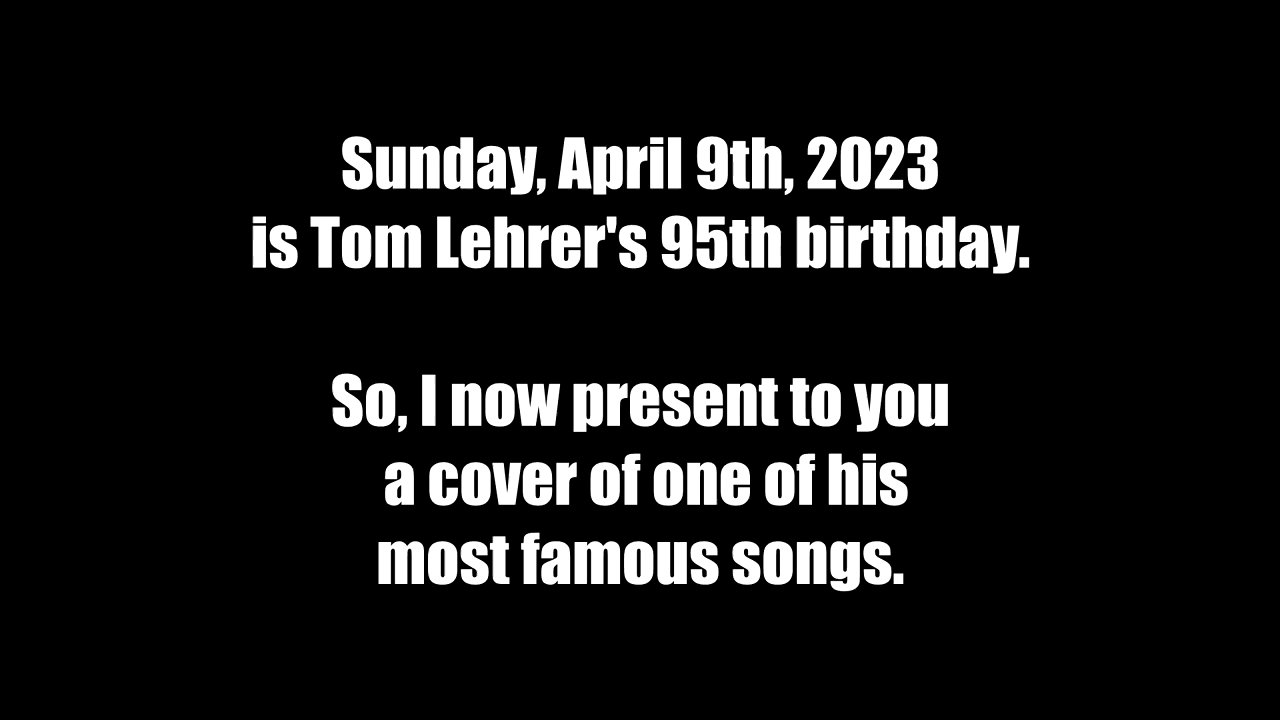 Sunday, April 9th, 2023
is Tom Lehrer's 95th birthday.
So, I now present to you
a cover of one of his
most famous songs.